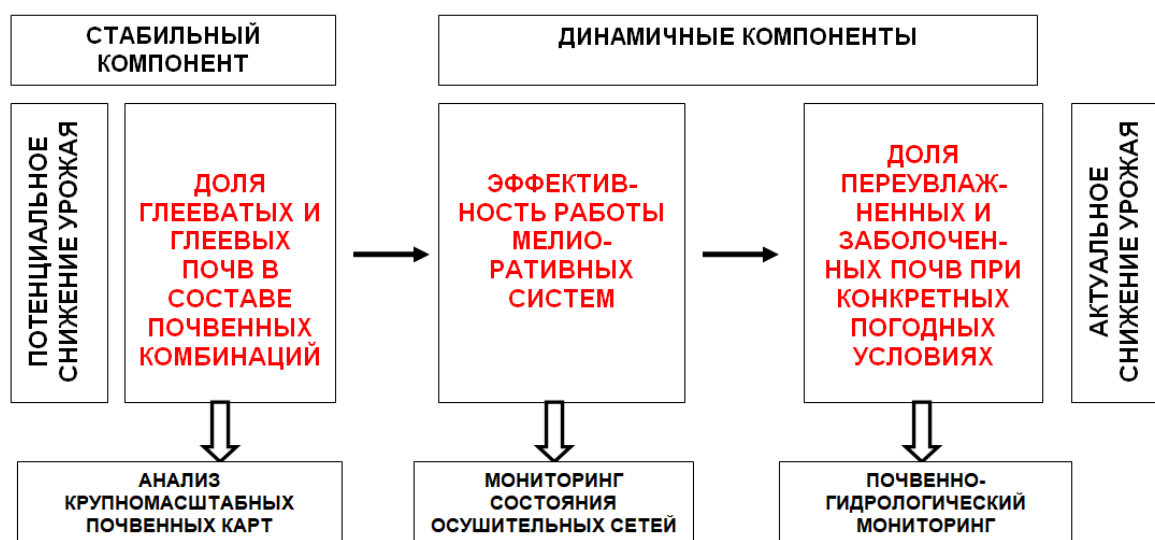 СТАБИЛЬНЫЙ
КОМПОНЕНТ
ДИНАМИЧНЫЕ КОМПОНЕНТЫ
ПОТЕНЦИАЛЬНОЕ
СНИЖЕНИЕ УРОЖАЯ
ДОЛЯ
ГЛЕЕВАТЫХ И
ГЛЕЕВЫХ
ПОЧВ В
СОСТАВЕ
ПОЧВЕННЫХ
КОМБИНАЦИЙ
ЭФФЕКТИВ-
НОСТЬ РАБОТЫ
МЕЛИО-
РАТИВНЫХ
СИСТЕМ
ДОЛЯ
ПЕРЕУВЛАЖ-
НЕННЫХ И
ЗАБОЛОЧЕН-
НЫХ ПОЧВ ПРИ
КОНКРЕТНЫХ
ПОГОДНЫХ
УСЛОВИЯХ
АКТУАЛЬНОЕ
СНИЖЕНИЕ УРОЖАЯ
АНАЛИЗ
КРУПНОМАСШТАБНЫХ
ПОЧВЕННЫХ КАРТ
МОНИТОРИНГ
СОСТОЯНИЯ
ОСУШИТЕЛЬНЫХ СЕТЕЙ
ПОЧВЕННО-
ГИДРОЛОГИЧЕСКИЙ
МОНИТОРИНГ